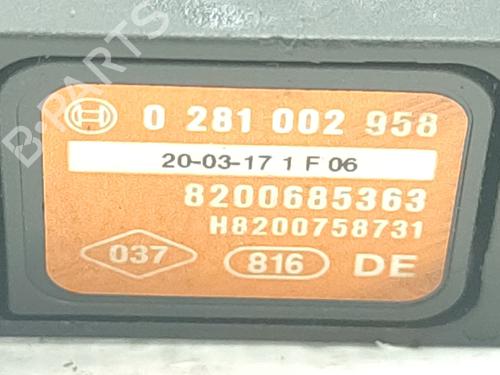 B-PARTS
0 281 002 958
20-03-17 1 F 06
8200685363
H8200758731
037 816 DE